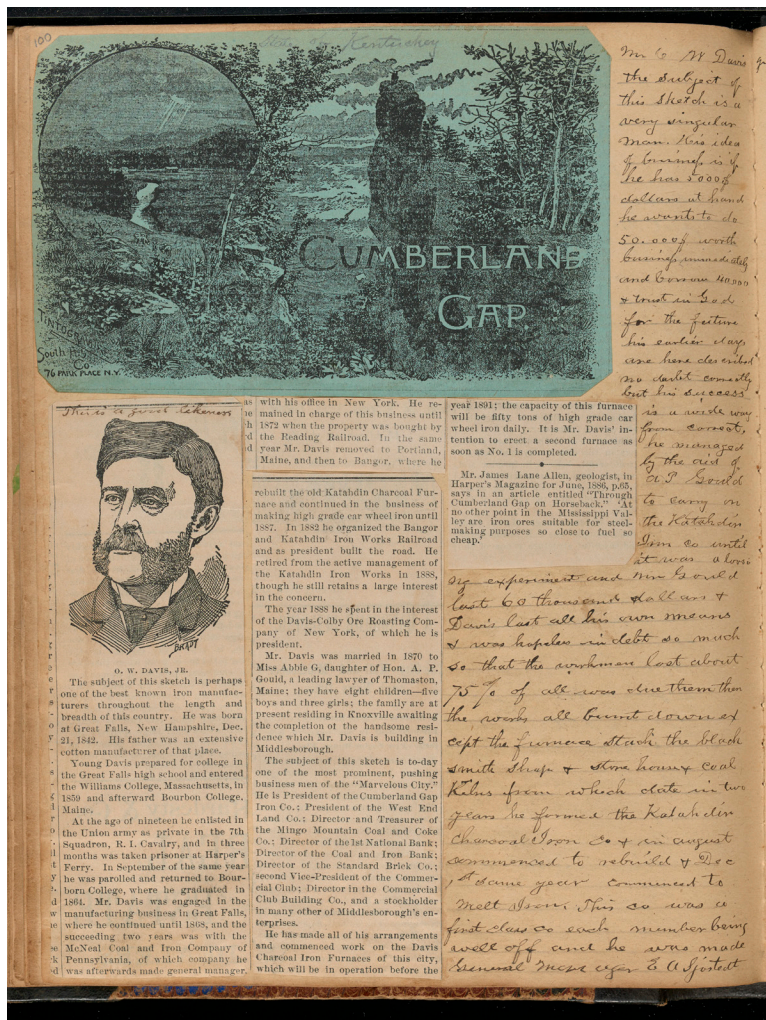 100
Kentuckey
CUMBERLAND
GAP.
South
76 PARK PLACE N.Y.
This is a good likeness
BRADT
O. W. DAVIS, JR.
The subject of this sketch is perhaps
one of the best known iron manufac-
turers throughout the length and
breadth of this country. He was born
at Great Falls, New Hampshire, Dec.
21, 1842. His father was an extensive
cotton manufacturer of that place.
Young Davis prepared for college in
the Great Falls high school and entered
the Williams College, Massachusetts, in
1859 and afterward Bourbon College,
Maine.
At the age of nineteen he enlisted in
the Union army as private in the 7th
Squadron, R. I. Cavalry, and in three
months was taken prisoner at Harper's
Ferry. In September of the same year
he was parolled and returned to Bour-
born College, where he graduated in
1864. Mr. Davis was engaged in the
manufacturing business in Great Falls,
where he continued until 1868, and the
succeeding two years was with the
McNeal Coal and Iron Company of
Pennsylvania, of which company he
was afterwards made general manager,
with his office in New York. He re-
mained in charge of this business until
1872 when the property was bought by
the Reading Railroad. In the same
year Mr. Davis removed to Portland,
Maine, and then to Bangor, where he
rebuilt the old Katahdin Charcoal Fur-
nace and continued in the business of
making high grade car wheel iron until
1887. In 1882 he organized the Bangor
and Katahdin Iron Works Railroad
and as president built the road. He
retired from the active management of
the Katahdin Iron Works in 1888,
though he still retains a large interest
in the concern.
The year 1888 he spent in the interest
of the Davis-Colby Ore Roasting Com-
pany of New York, of which he is
president.
Mr. Davis was married in 1870 to
Miss Abbie G, daughter of Hon. A. P.
Gould, a leading lawyer of Thomaston,
Maine; they have eight children—five
boys and three girls; the family are at
present residing in Knoxville awaiting
the completion of the handsome resi-
dence which Mr. Davis is building in
Middlesborough.
The subject of this sketch is to-day
one of the most prominent, pushing
business men of the "Marvelous City."
He is President of the Cumberland Gap
Iron Co.; President of the West End
Land Co.; Director and Treasurer of
the Mingo Mountain Coal and Coke
Co.; Director of the 1st National Bank;
Director of the Coal and Iron Bank;
Director of the Standard Brick Co.;
second Vice-President of the Commer-
cial Club; Director in the Commercial
Club Building Co., and a stockholder
in many other of Middlesborough's en-
terprises.
He has made all of his arrangements
and commenced work on the Davis
Charcoal Iron Furnaces of this city,
which will be in operation before the
year 1891; the capacity of this furnace
will be fifty tons of high grade car
wheel iron daily. It is Mr. Davis' in-
tention to erect a second furnace as
soon as No. 1 is completed.
Mr. James Lane Allen, geologist, in
Harper's Magazine for June, 1886, p.65,
says in an article entitled "Through
Cumberland Gap on Horseback." 'At
no other point in the Mississippi Val-
ley are iron ores suitable for steel-
making purposes so close to fuel so
cheap.'
Mr O W Davis
the subject of
this sketch is a
very singular
man. His idea
of business is if
he has 5000$
dollars at hand
he wants to do
50.000$ worth
business immediately
and borrow 40000
& trust in God
for the future
his earlier days
are here described
no doubt correctly
but his success
is a wide way
from correct,
he managed
by the aid of
A.P. Gould
to carry on
the Katahdin
Iron co until
it was a loos
ng experiment and Mr Gould
lost 60 thousand dollars &
Davis lost all his own means
& was hopeles in debt so much
so that the workmen lost about
75 % of all was due them then
the works all burnt down ex
cept the furnace stack the black
smith shop & store house & coal
Kilns from which date in two
years he formed the Katahdin
Charcoal Iron Co & in august
commenced to rebuild & Dec
1st same year commenced to
melt Iron. This co was a
first class co each member being
well off and he was made
General Manager E A Sjostedt